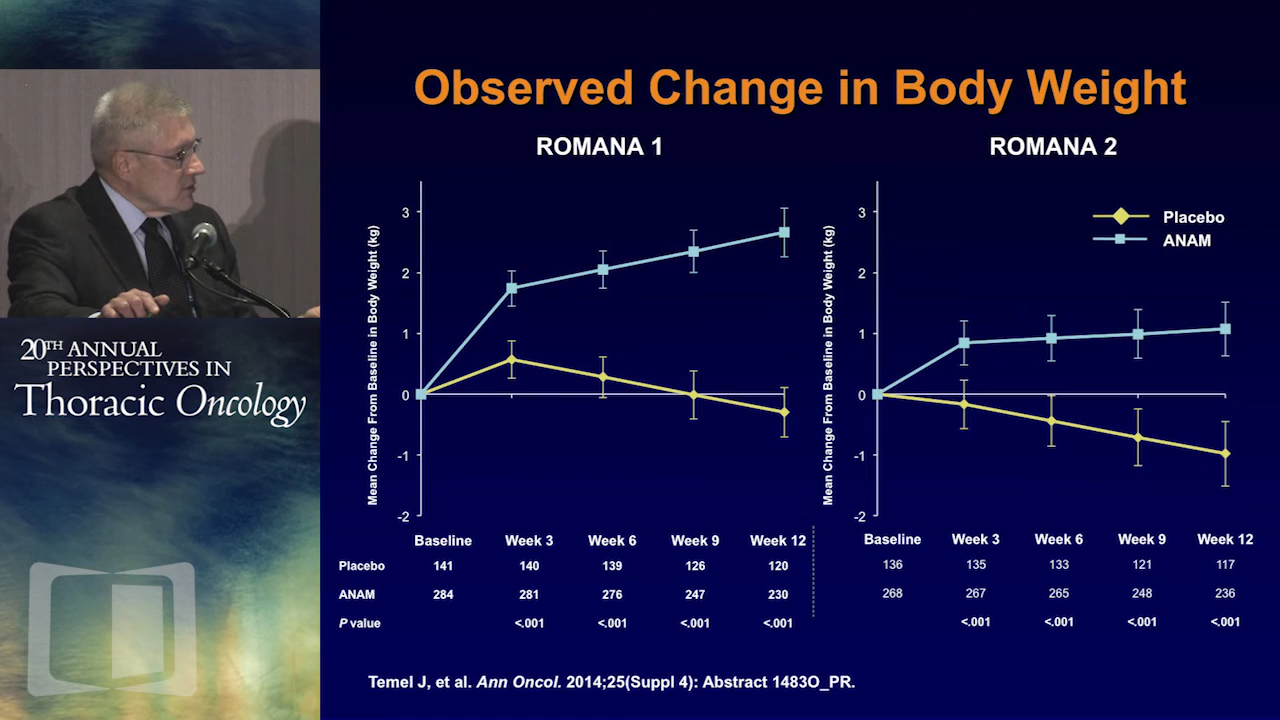 Observed Change in Body Weight
ROMANA 1
Mean Change From Baseline in Body Weight (kg)
3
2
1
0
-1
-2
Baseline Week 3 Week 6 Week 9 Week 12
Placebo 141 140 139 126 120
ANAM 284 281 276 247 230
P value <.001 <.001 <.001 <.001
ROMANA 2
Mean Change From Baseline in Body Weight (kg)
3
2
1
0
-1
-2
Placebo
ANAM
Baseline Week 3 Week 6 Week 9 Week 12
136 135 133 121 117
268 267 265 248 236
<.001 <.001 <.001 <.001
Temel J, et al. Ann Oncol. 2014;25(Suppl 4): Abstract 1483O_PR.
20TH ANNUAL
PERSPECTIVES IN
Thoracic Oncology